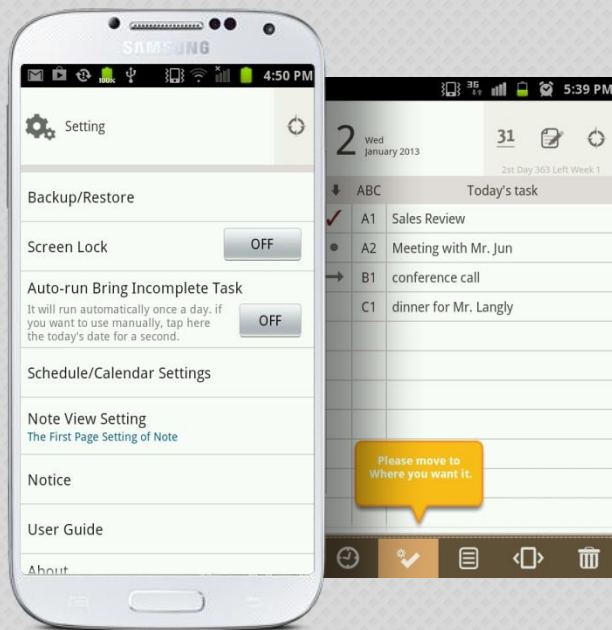 SAMSUNG
100%
4:50 PM
Setting
Backup/Restore
Screen Lock
OFF
Auto-run Bring Incomplete Task
It will run automatically once a day. if
you want to use manually, tap here
the today's date for a second.
OFF
Schedule/Calendar Settings
Note View Setting
The First Page Setting of Note
Notice
User Guide
About
3G
5:39 PM
2
Wed
January 2013
31
2st Day 363 Left Week 1
ABC
Today's task
A1 Sales Review
A2 Meeting with Mr. Jun
B1 conference call
C1 dinner for Mr. Langly
Please move to
Where you want it.